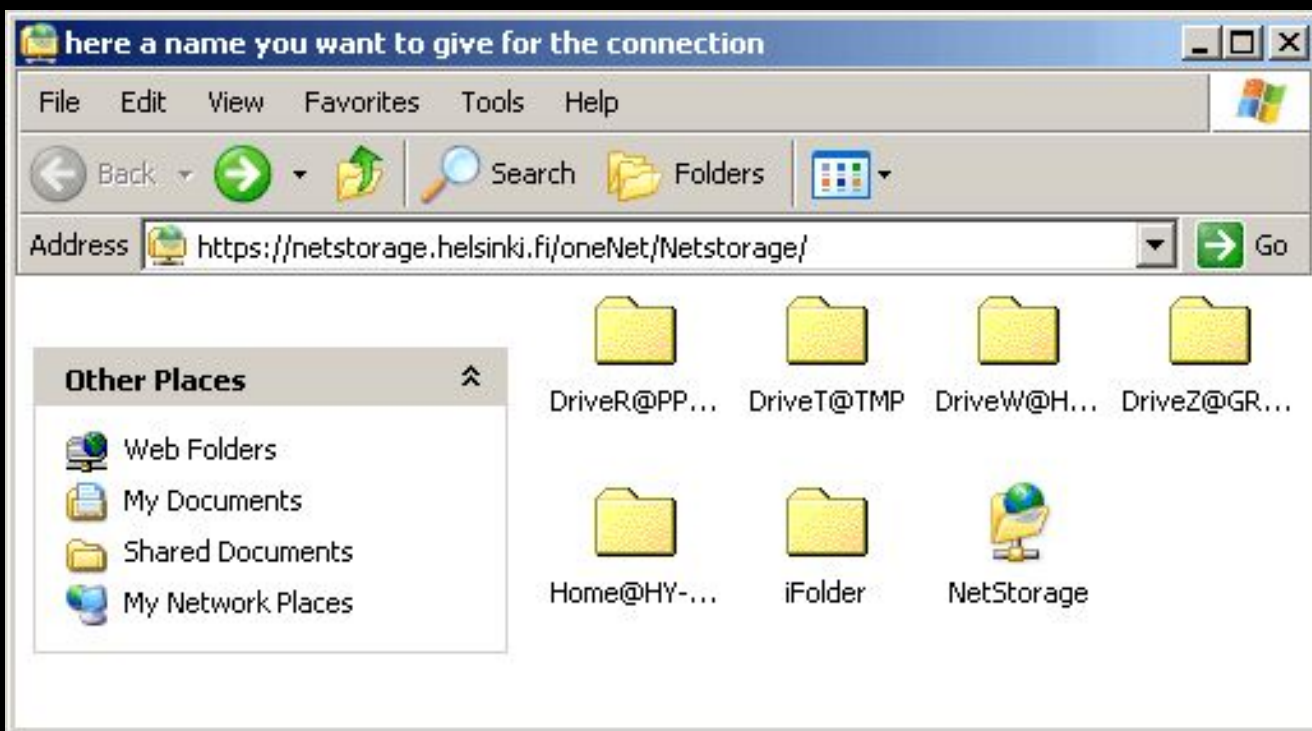 here a name you want to give for the connection
File Edit View Favorites Tools Help
Back Search Folders
Address https://netstorage.helsinki.fi/oneNet/Netstorage/ Go
Other Places
Web Folders
My Documents
Shared Documents
My Network Places
DriveR@PP... DriveT@TMP DriveW@H... DriveZ@GR...
Home@HY-... iFolder NetStorage